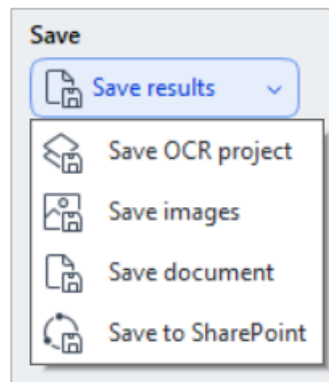 Save
Save results
Save OCR project
Save images
Save document
Save to SharePoint